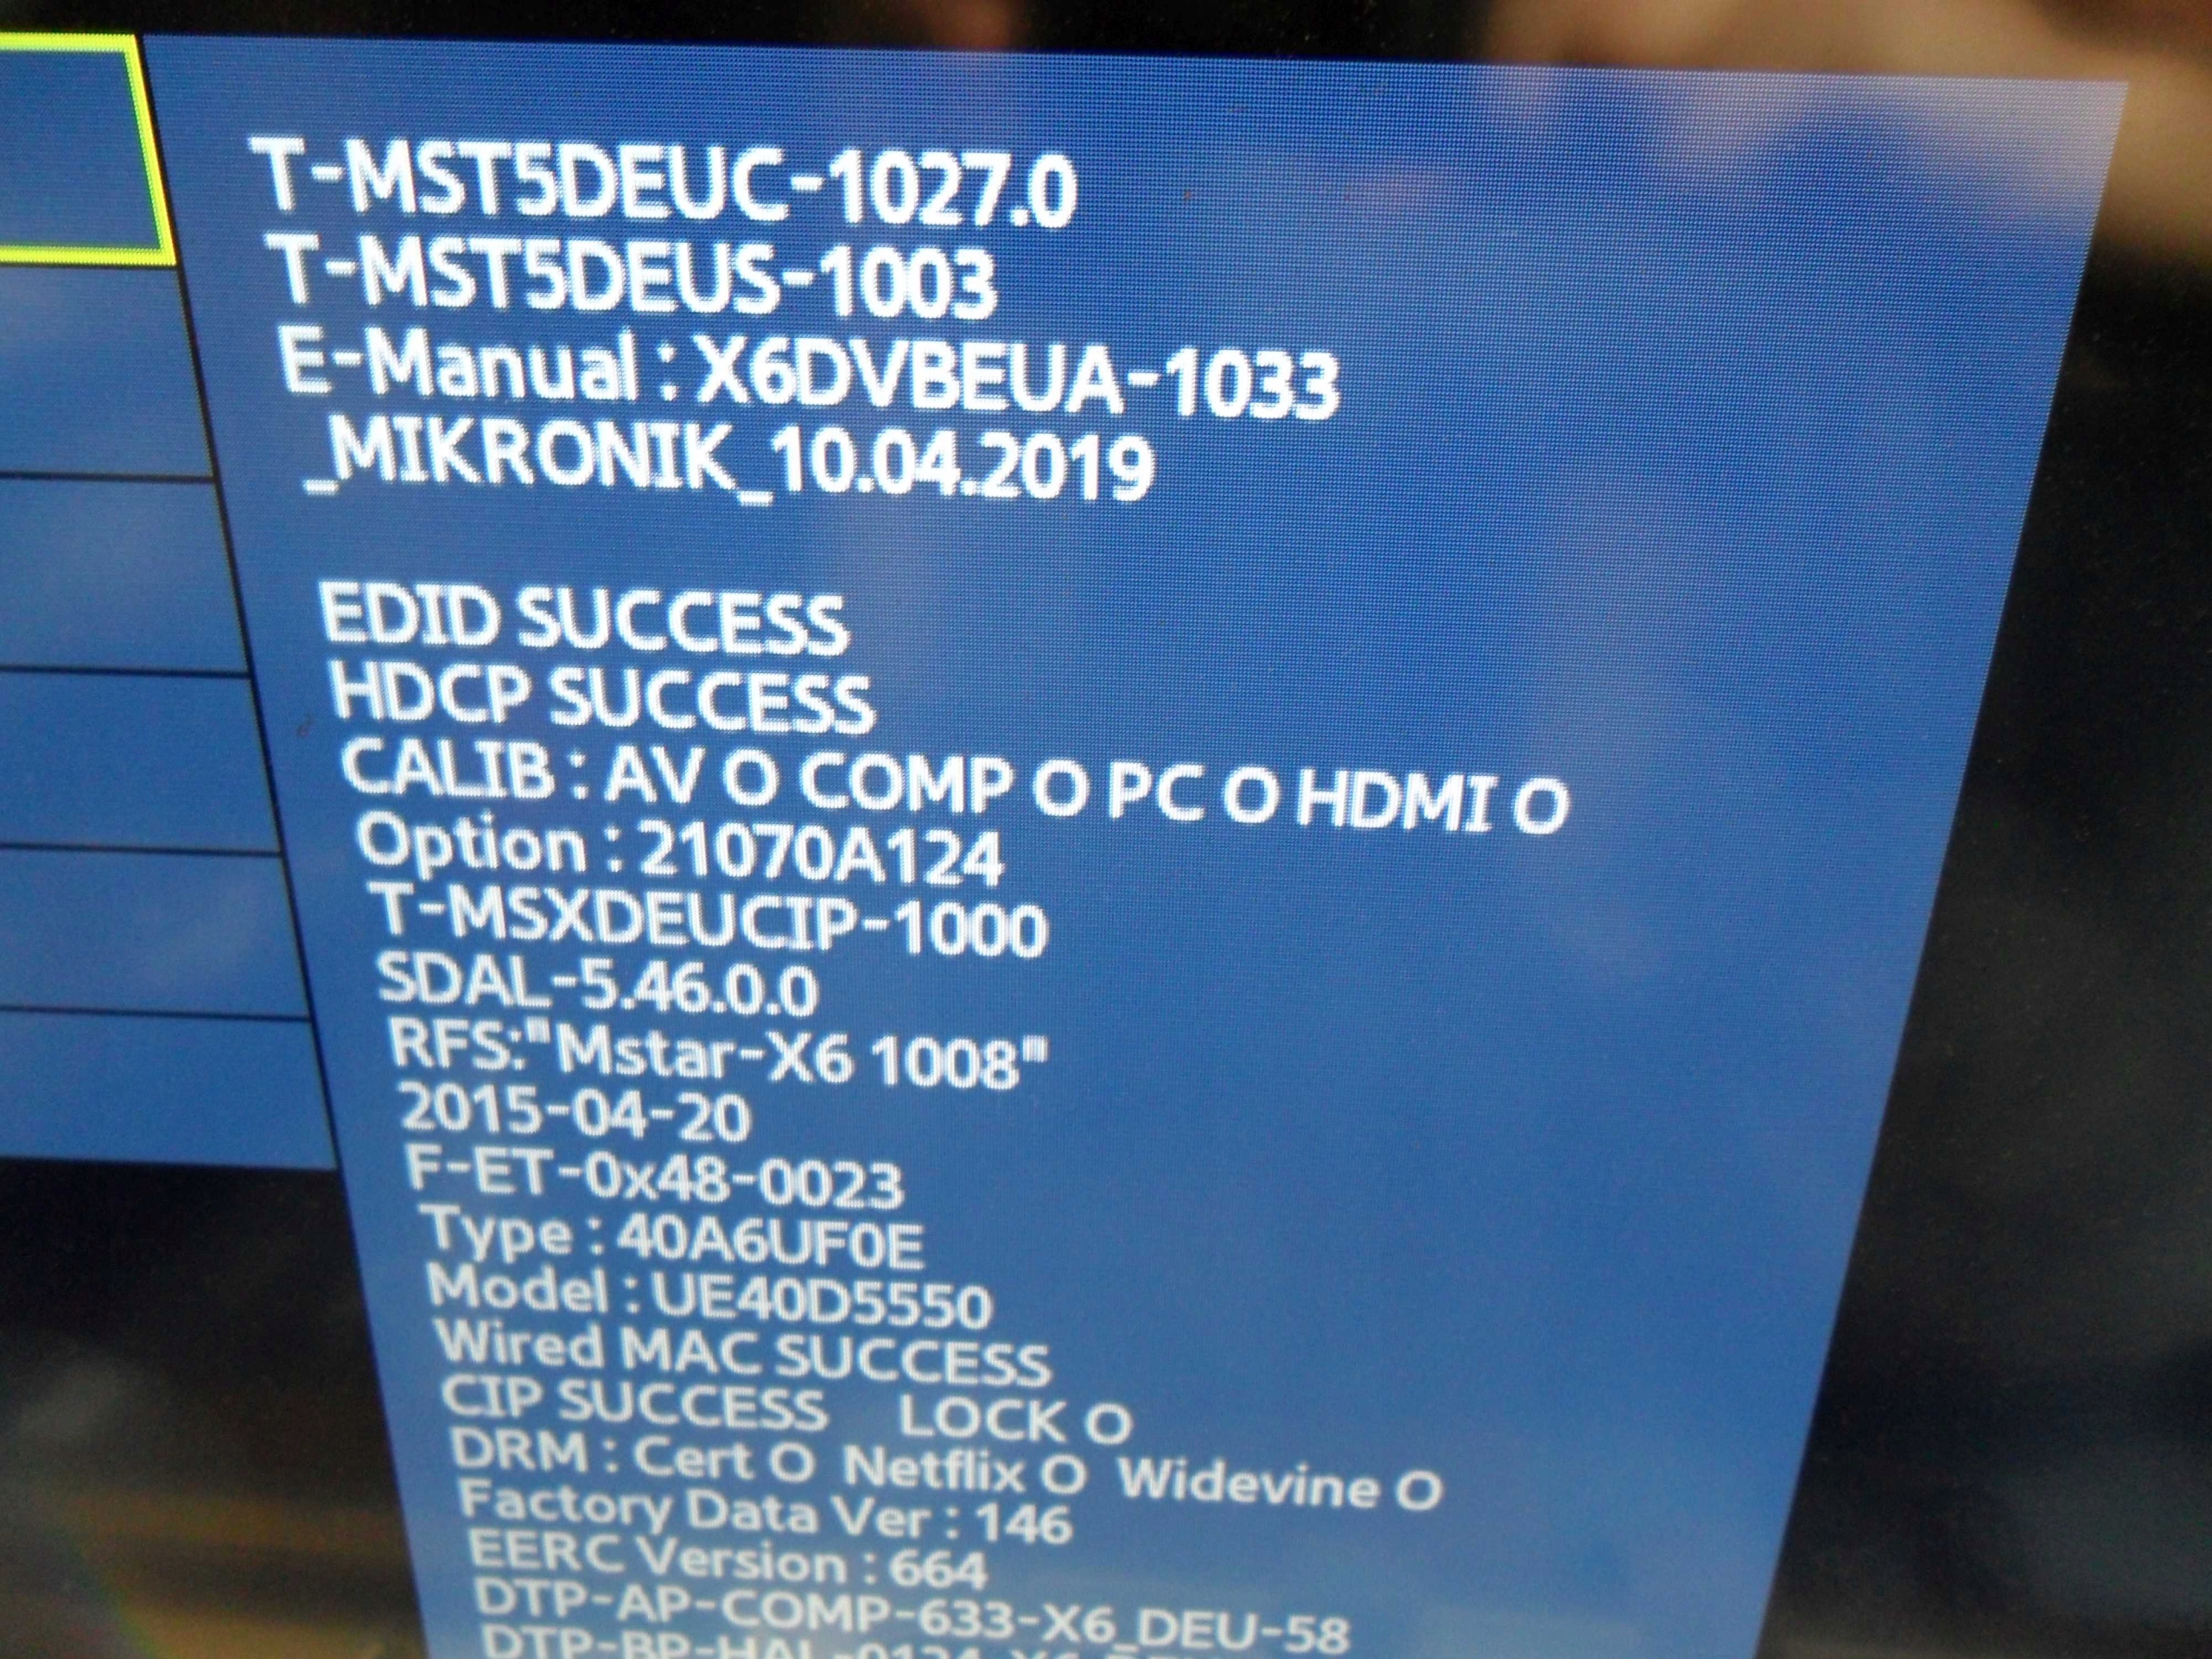 T-MST5DEUC-1027.0
T-MST5DEUS-1003
E-Manual : X6DVBEUA-1033
_MIKRONIK_10.04.2019
EDID SUCCESS
HDCP SUCCESS
CALIB : AV O COMP O PC O HDMI O
Option : 21070A124
T-MSXDEUCIP-1000
SDAL-5.46.0.0
RFS:"Mstar-X6 1008"
2015-04-20
F-ET-0x48-0023
Type : 40A6UF0E
Model : UE40D5550
Wired MAC SUCCESS
CIP SUCCESS LOCK O
DRM : Cert O Netflix O Widevine O
Factory Data Ver : 146
EERC Version : 664
DTP-AP-COMP-633-X6_DEU-58